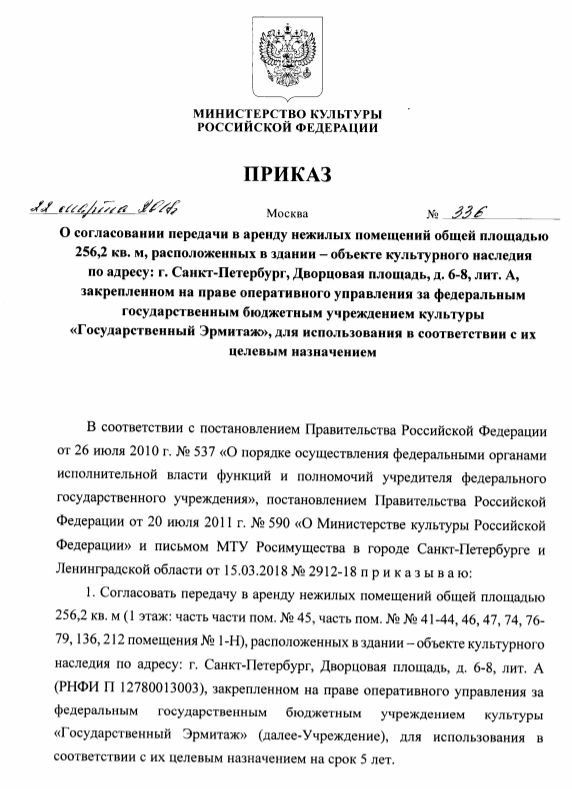 МИНИСТЕРСТВО КУЛЬТУРЫ
РОССИЙСКОЙ ФЕДЕРАЦИИ
ПРИКАЗ
22 марта 2018 Москва № 336
О согласовании передачи в аренду нежилых помещений общей площадью
256,2 кв. м, расположенных в здании – объекте культурного наследия
по адресу: г. Санкт-Петербург, Дворцовая площадь, д. 6-8, лит. А,
закрепленном на праве оперативного управления за федеральным
государственным бюджетным учреждением культуры
«Государственный Эрмитаж», для использования в соответствии с их
целевым назначением
В соответствии с постановлением Правительства Российской Федерации
от 26 июля 2010 г. № 537 «О порядке осуществления федеральными органами
исполнительной власти функций и полномочий учредителя федерального
государственного учреждения», постановлением Правительства Российской
Федерации от 20 июля 2011 г. № 590 «О Министерстве культуры Российской
Федерации» и письмом МТУ Росимущества в городе Санкт-Петербурге и
Ленинградской области от 15.03.2018 № 2912-18 п р и к а з ы в а ю:
1. Согласовать передачу в аренду нежилых помещений общей площадью
256,2 кв. м (1 этаж: часть части пом. № 45, часть пом. № № 41-44, 46, 47, 74, 76-
79, 136, 212 помещения № 1-Н), расположенных в здании – объекте культурного
наследия по адресу: г. Санкт-Петербург, Дворцовая площадь, д. 6-8, лит. А
(РНФИ П 12780013003), закрепленном на праве оперативного управления за
федеральным государственным бюджетным учреждением культуры
«Государственный Эрмитаж» (далее-Учреждение), для использования в
соответствии с их целевым назначением на срок 5 лет.